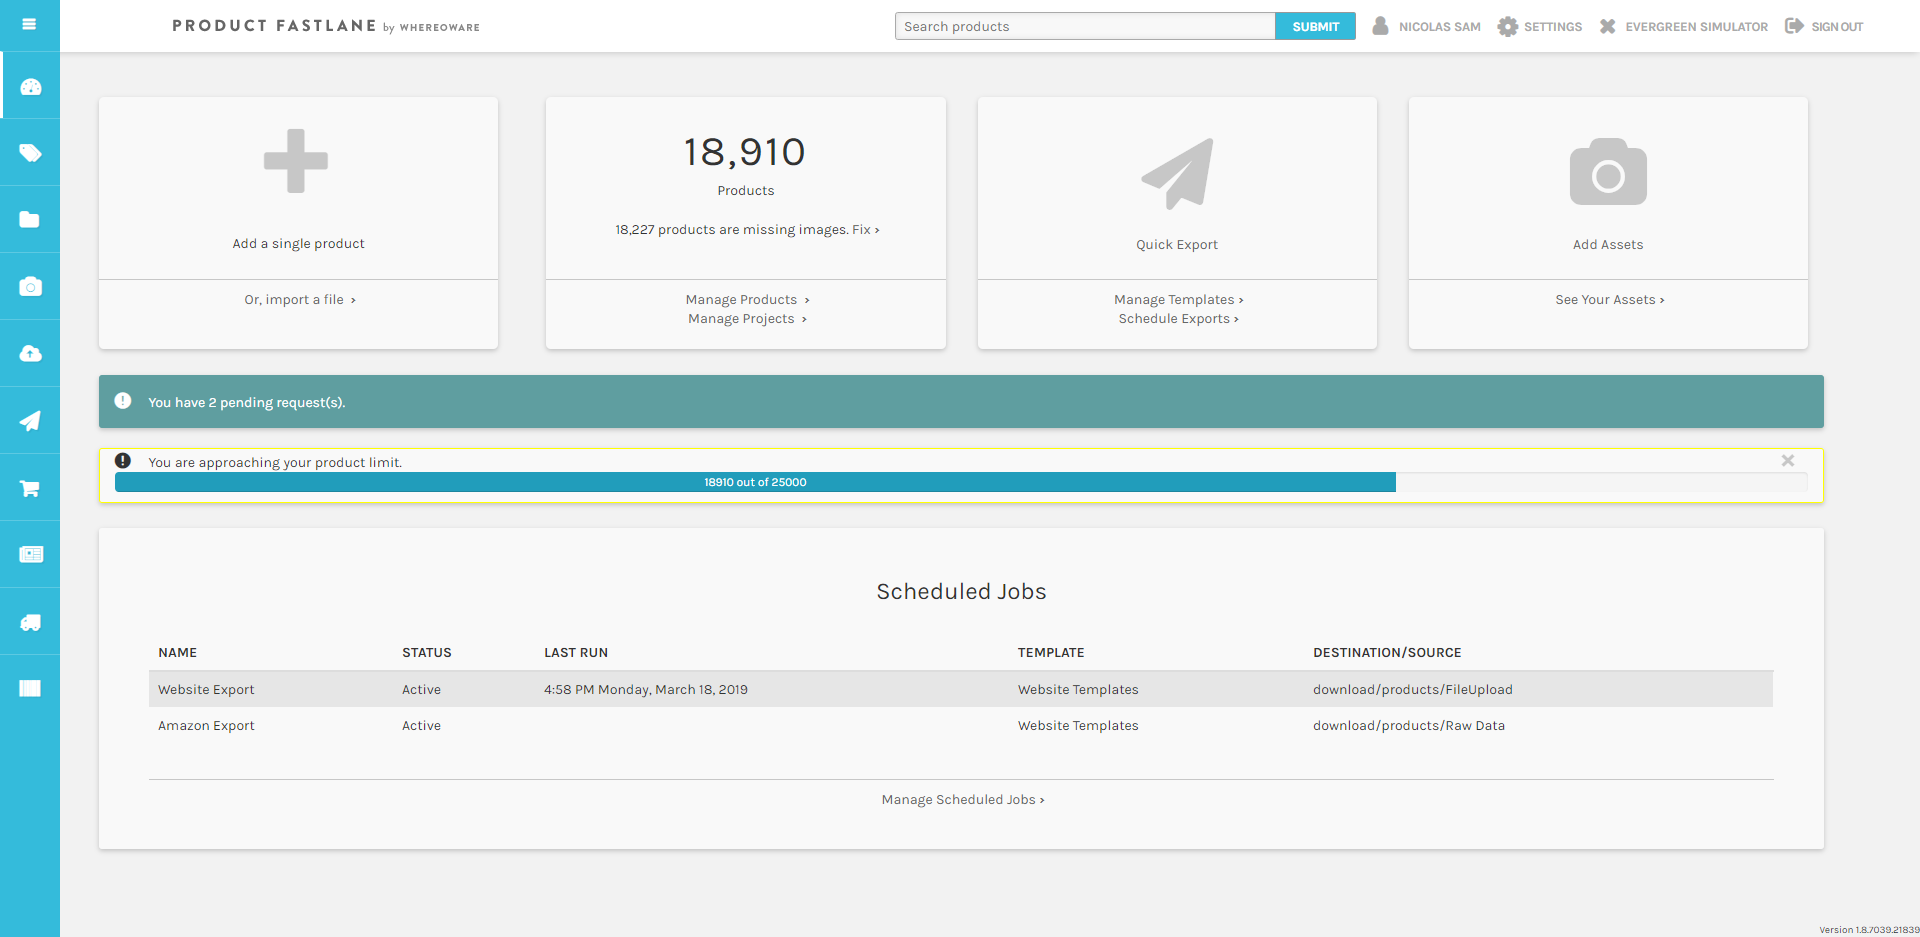 PRODUCT FASTLANE by WHEREOWARE
Search products
SUBMIT
NICOLAS SAM
SETTINGS
EVERGREEN SIMULATOR
SIGN OUT
Add a single product
Or, import a file ›
18,910
Products
18,227 products are missing images. Fix ›
Manage Products ›
Manage Projects ›
Quick Export
Manage Templates ›
Schedule Exports ›
Add Assets
See Your Assets ›
You have 2 pending request(s).
You are approaching your product limit.
18910 out of 25000
Scheduled Jobs
NAME STATUS LAST RUN TEMPLATE DESTINATION/SOURCE
Website Export Active 4:58 PM Monday, March 18, 2019 Website Templates download/products/FileUpload
Amazon Export Active Website Templates download/products/Raw Data
Manage Scheduled Jobs ›
Version 1.8.7039.21839